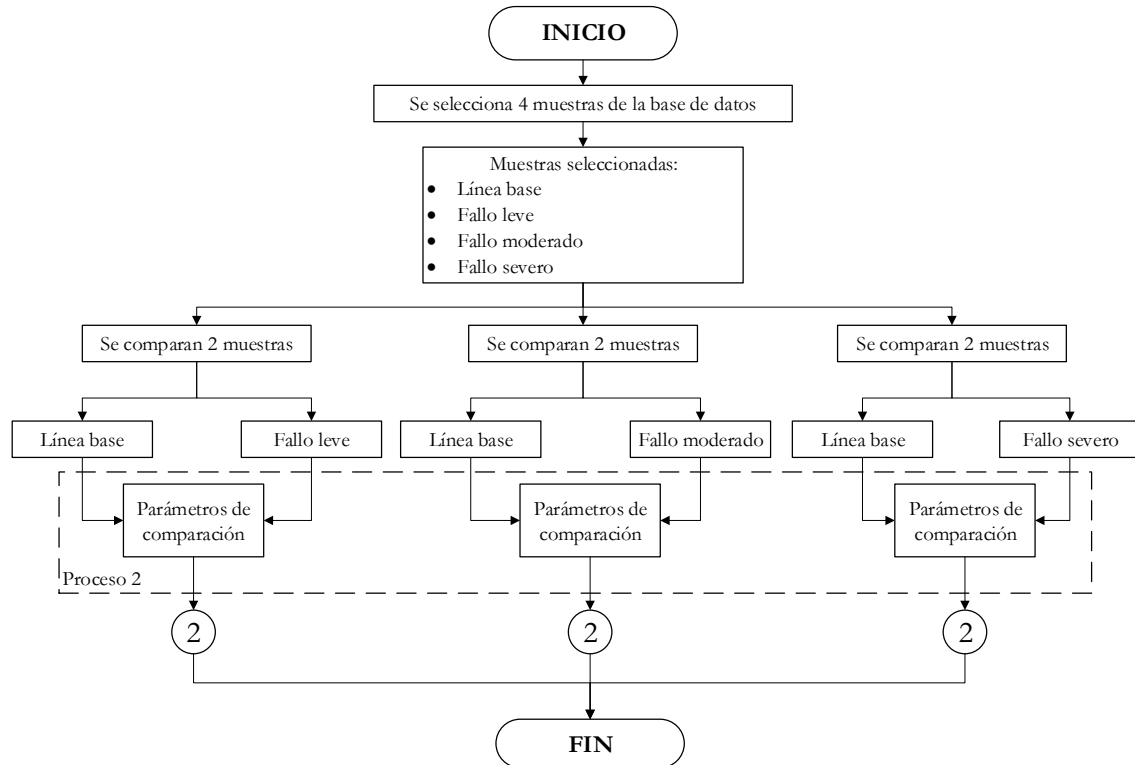 INICIO
Se selecciona 4 muestras de la base de datos
Muestras seleccionadas:
• Línea base
• Fallo leve
• Fallo moderado
• Fallo severo
Se comparan 2 muestras
Se comparan 2 muestras
Se comparan 2 muestras
Línea base
Fallo leve
Línea base
Fallo moderado
Línea base
Fallo severo
Parámetros de
comparación
Parámetros de
comparación
Parámetros de
comparación
Proceso 2
2
2
2
FIN